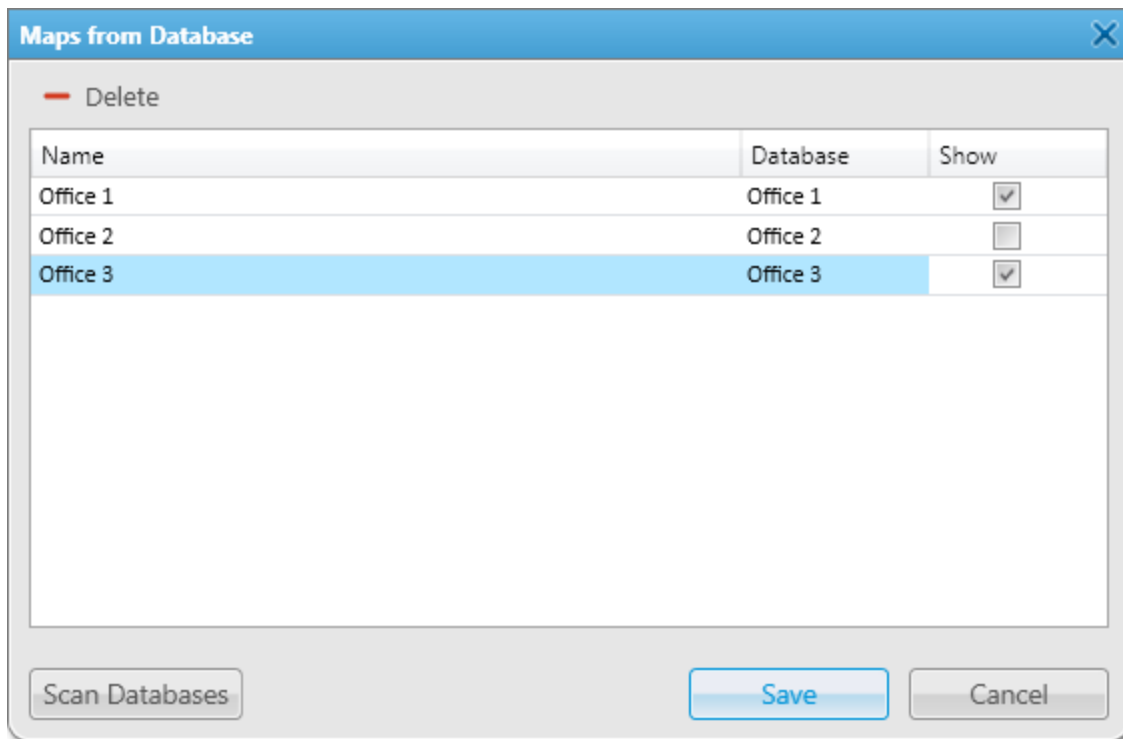 Maps from Database
Delete
Name Database Show
Office 1 Office 1
Office 2 Office 2
Office 3 Office 3
Scan Databases Save Cancel